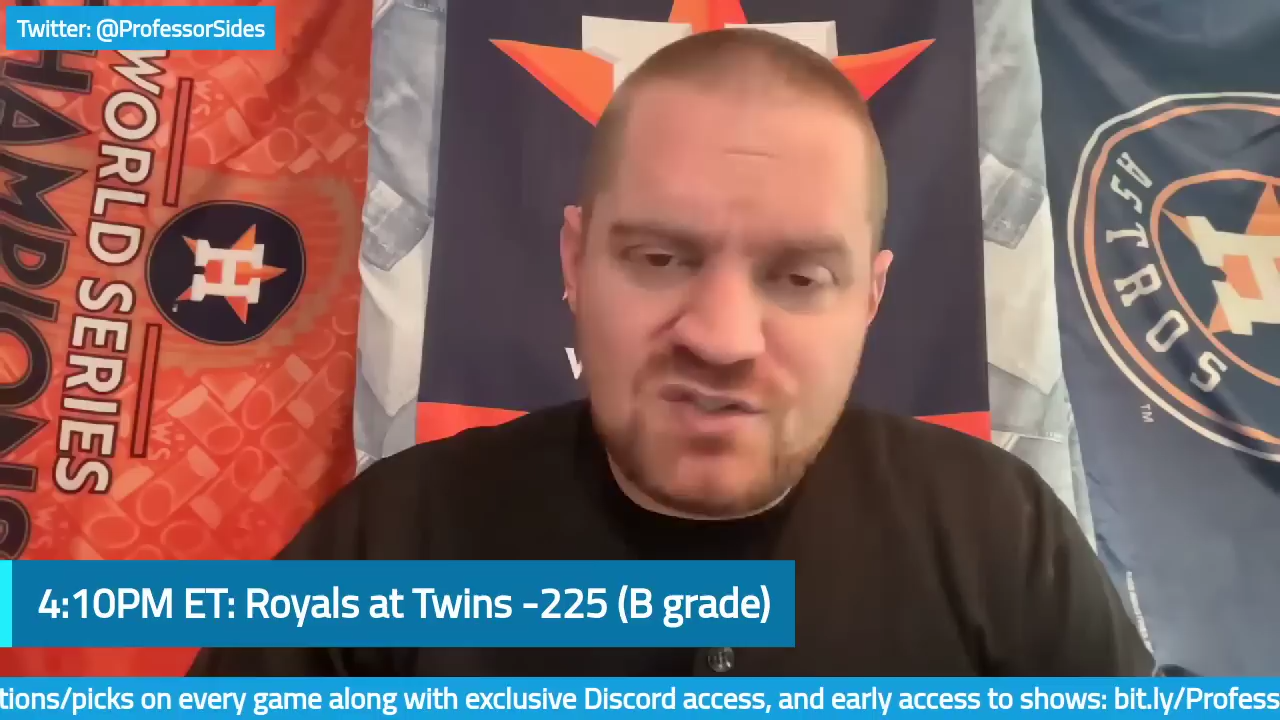 Twitter: @ProfessorSides
WORLD SERIES
CHAMPIONS
H
ASTROS
TM
4:10PM ET: Royals at Twins -225 (B grade)
tions/picks on every game along with exclusive Discord access, and early access to shows: bit.ly/Profess